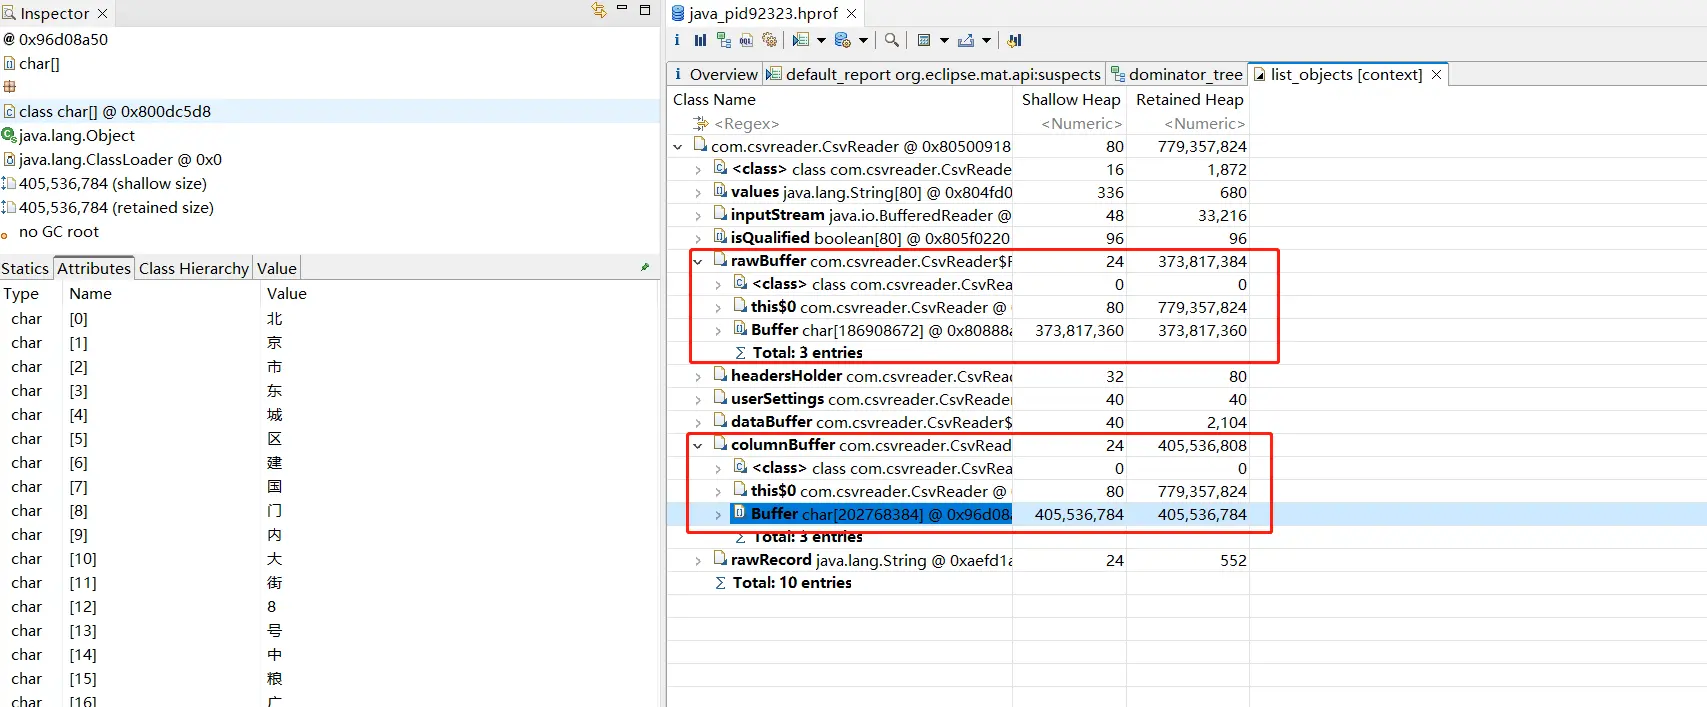 Inspector
@ 0x96d08a50
char[]
class char[] @ 0x800dc5d8
java.lang.Object
java.lang.ClassLoader @ 0x0
405,536,784 (shallow size)
405,536,784 (retained size)
no GC root
Statics Attributes Class Hierarchy Value
Type Name Value
char [0] 北
char [1] 京
char [2] 市
char [3] 东
char [4] 城
char [5] 区
char [6] 建
char [7] 国
char [8] 门
char [9] 内
char [10] 大
char [11] 街
char [12] 8
char [13] 号
char [14] 中
char [15] 粮
char [16] 广
java_pid92323.hprof
i Overview default_report org.eclipse.mat.api:suspects dominator_tree list_objects [context]
Class Name Shallow Heap Retained Heap
<Regex> <Numeric> <Numeric>
com.csvreader.CsvReader @ 0x80500918 80 779,357,824
<class> class com.csvreader.CsvReade 16 1,872
values java.lang.String[80] @ 0x804fd0 336 680
inputStream java.io.BufferedReader @ 48 33,216
isQualified boolean[80] @ 0x805f0220 96 96
rawBuffer com.csvreader.CsvReader$F 24 373,817,384
<class> class com.csvreader.CsvRea 0 0
this$0 com.csvreader.CsvReader @ 80 779,357,824
Buffer char[186908672] @ 0x80888a 373,817,360 373,817,360
Σ Total: 3 entries
headersHolder com.csvreader.CsvRead 32 80
userSettings com.csvreader.CsvReader 40 40
dataBuffer com.csvreader.CsvReader$ 40 2,104
columnBuffer com.csvreader.CsvRead 24 405,536,808
<class> class com.csvreader.CsvRea 0 0
this$0 com.csvreader.CsvReader @ 80 779,357,824
Buffer char[202768384] @ 0x96d08a 405,536,784 405,536,784
Σ Total: 3 entries
rawRecord java.lang.String @ 0xaefd1a 24 552
Σ Total: 10 entries